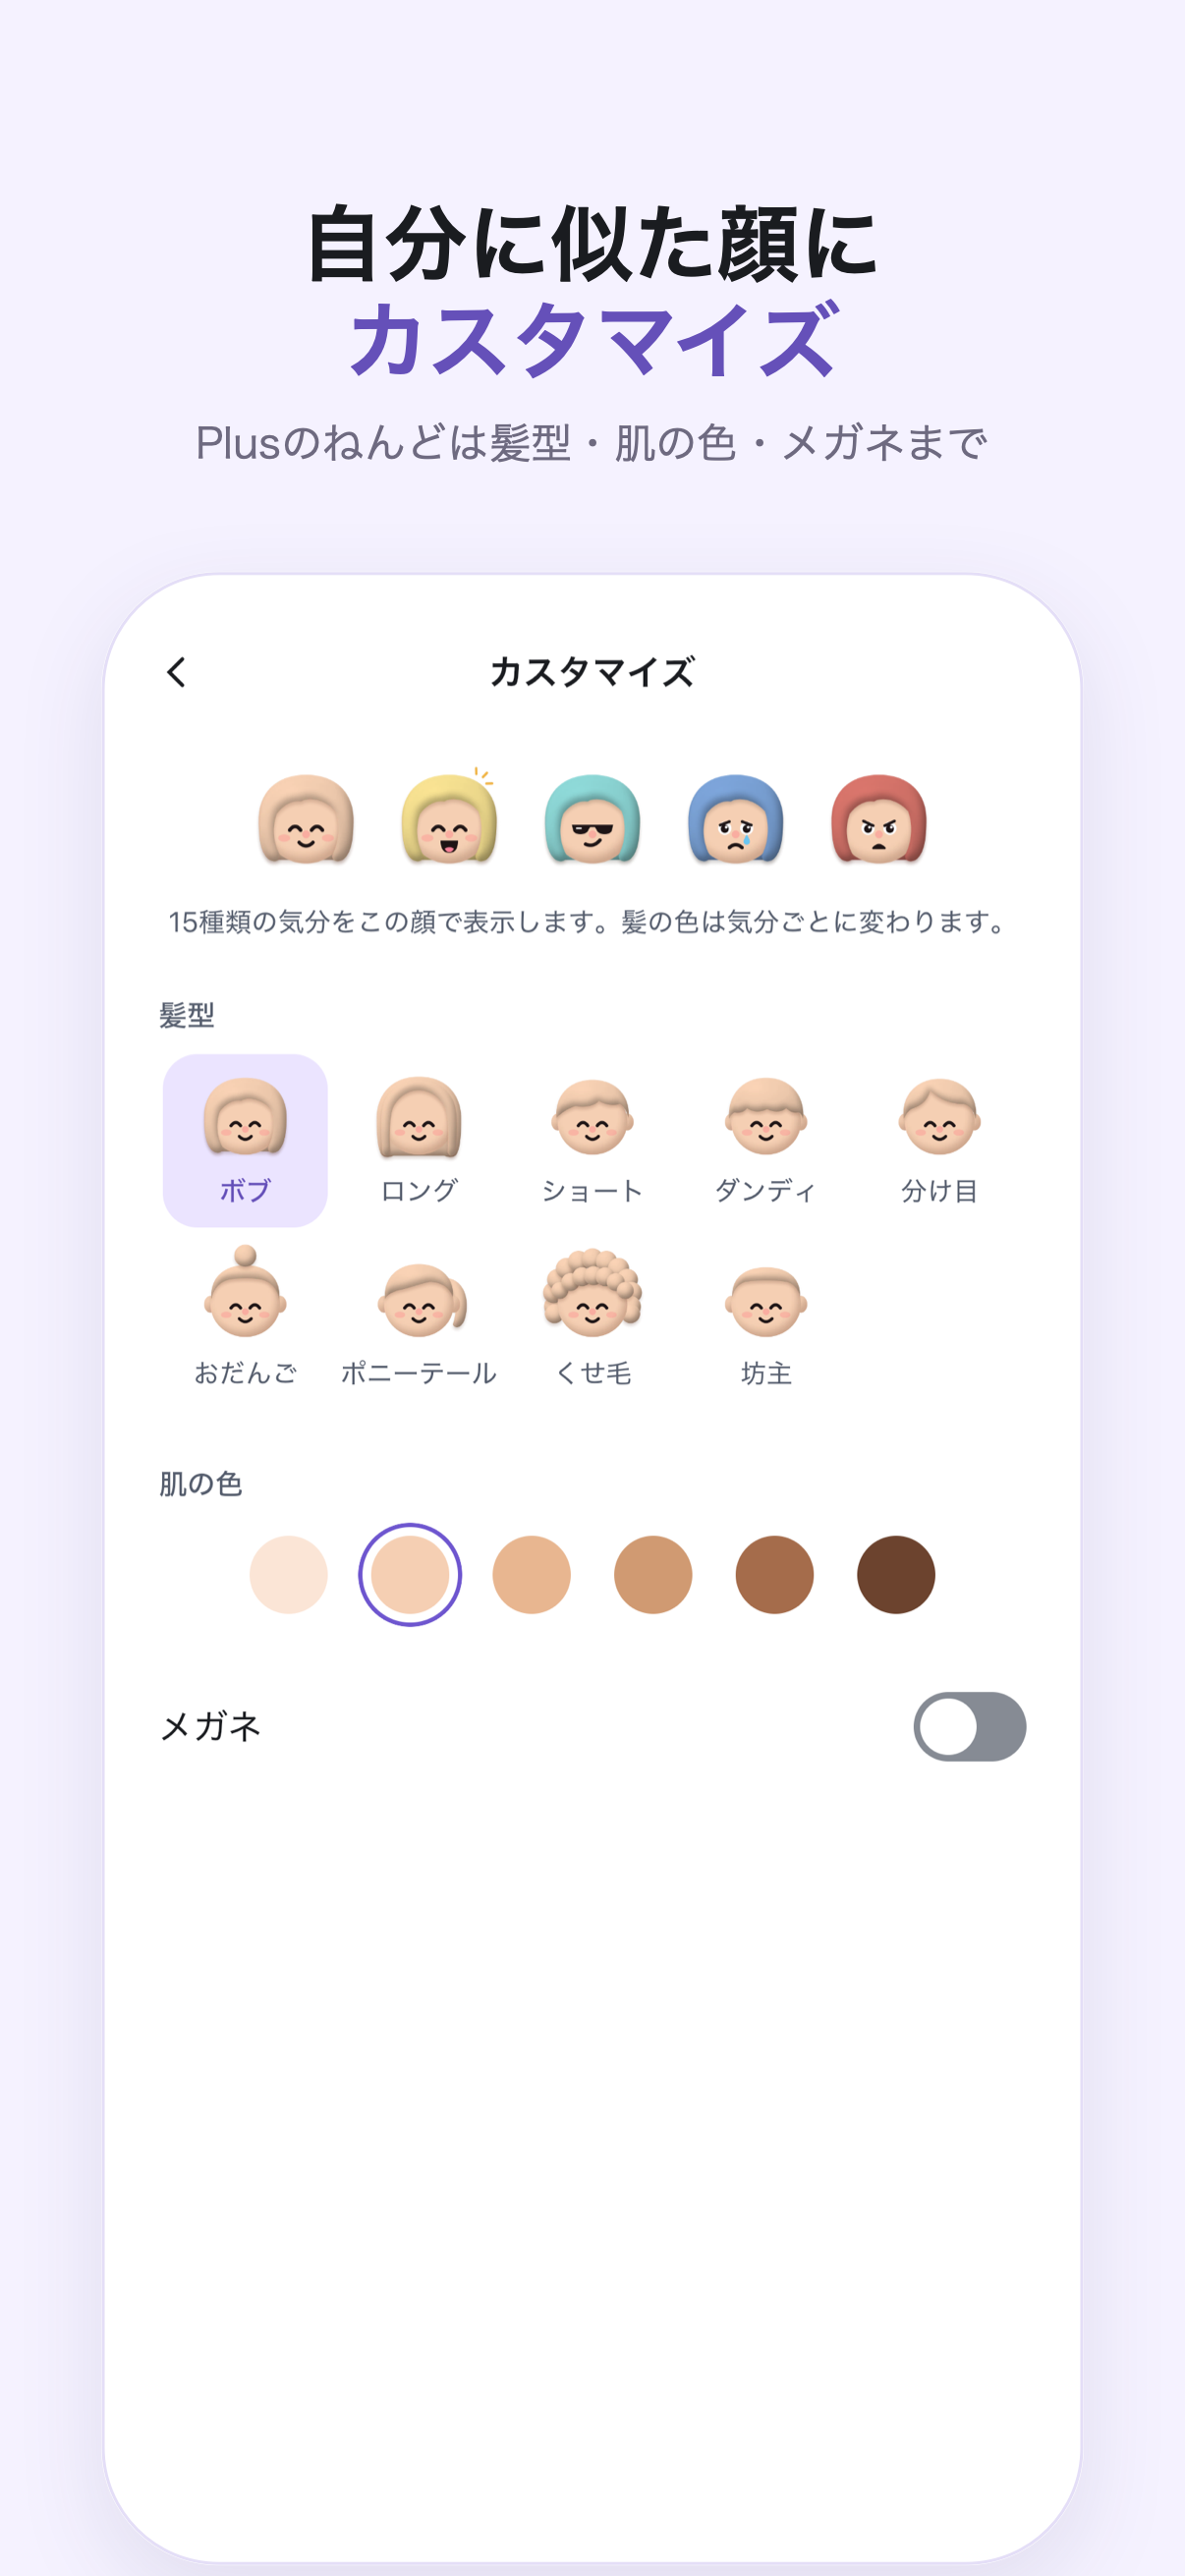 自分に似た顔に
カスタマイズ
Plusのねんどは髪型・肌の色・メガネまで
カスタマイズ
15種類の気分をこの顔で表示します。髪の色は気分ごとに変わります。
髪型
ボブ
ロング
ショート
ダンディ
分け目
おだんご
ポニーテール
くせ毛
坊主
肌の色
メガネ